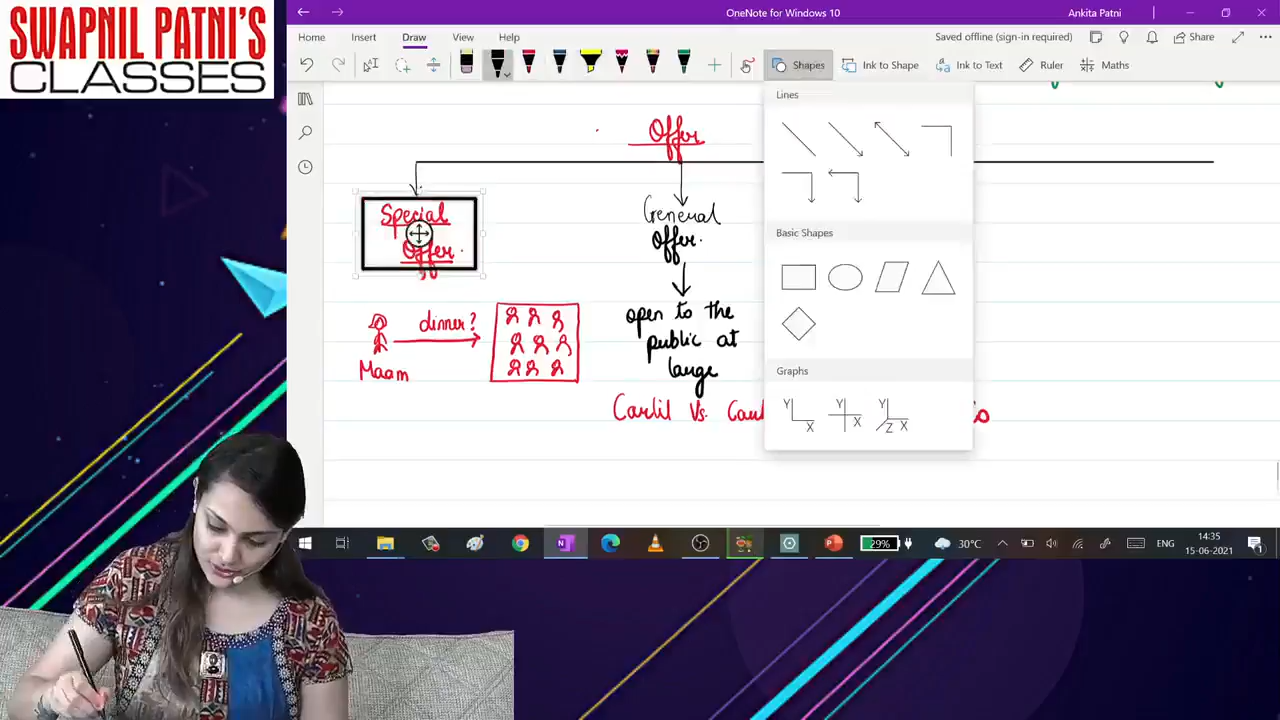 SWAPNIL PATNI'S
CLASSES
OneNote for Windows 10
Ankita Patni
Home
Insert
Draw
View
Help
Saved offline (sign-in required)
Share
Shapes
Ink to Shape
Ink to Text
Ruler
Maths
Lines
Basic Shapes
Graphs
Y
X
Y
X
Y
Z
X
Offer
Special
Offer.
General
Offer.
dinner?
Maam
open to the
public at
large
Carlil Vs.
Co
29%
30°C
ENG
14:35
15-06-2021